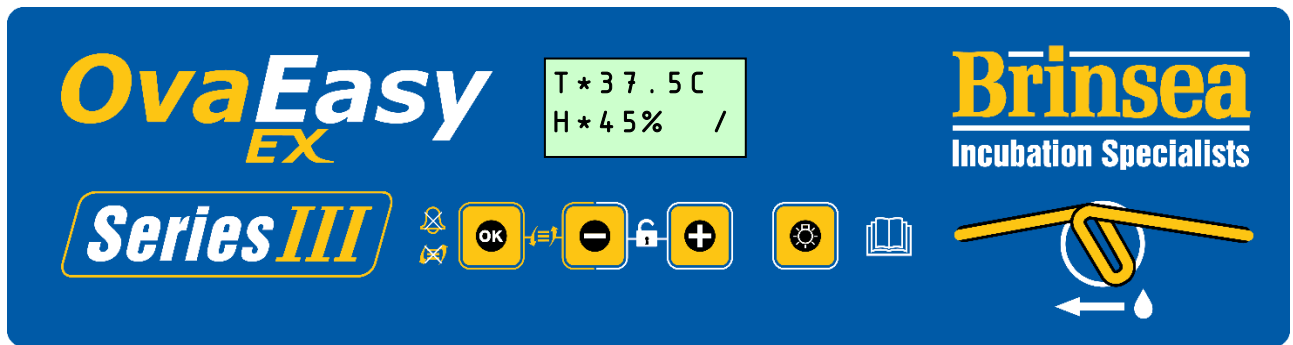 OvaEasy
EX
T*37.5C
H*45% /
Brinsea
Incubation Specialists
Series III
OK